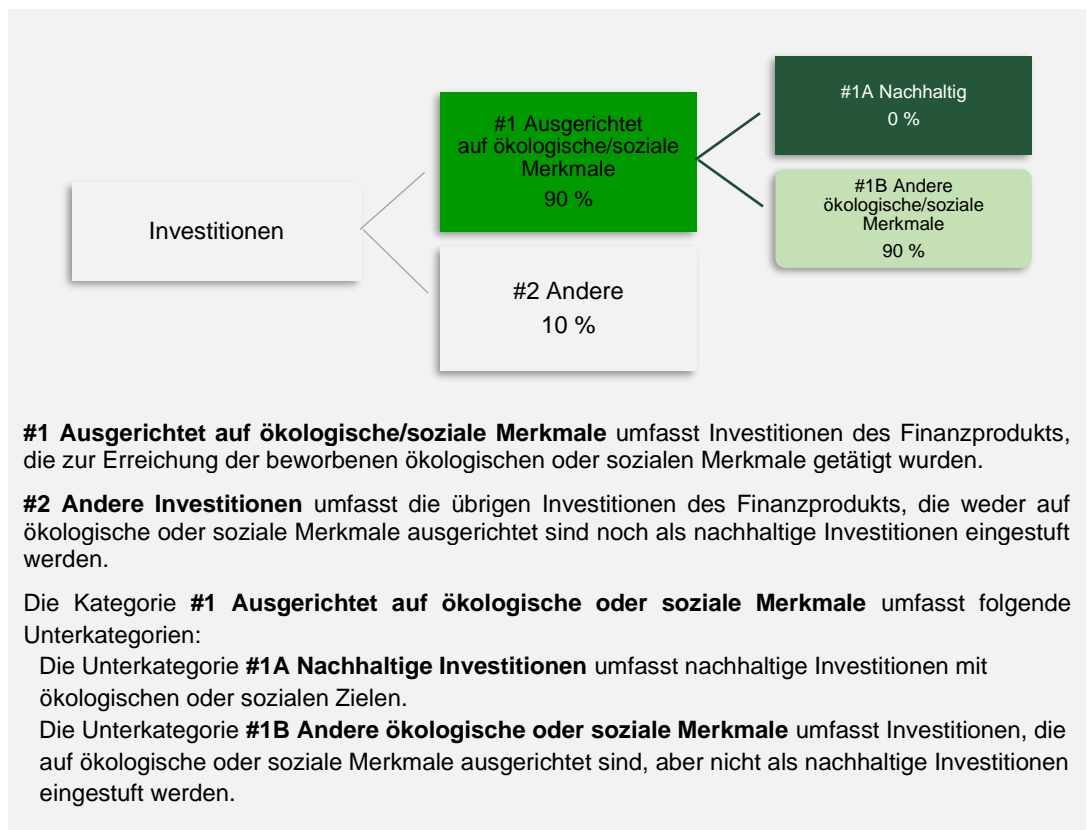 Investitionen
#1 Ausgerichtet
auf ökologische/soziale
Merkmale
90 %
#2 Andere
10 %
#1A Nachhaltig
0 %
#1B Andere
ökologische/soziale
Merkmale
90 %
#1 Ausgerichtet auf ökologische/soziale Merkmale umfasst Investitionen des Finanzprodukts,
die zur Erreichung der beworbenen ökologischen oder sozialen Merkmale getätigt wurden.
#2 Andere Investitionen umfasst die übrigen Investitionen des Finanzprodukts, die weder auf
ökologische oder soziale Merkmale ausgerichtet sind noch als nachhaltige Investitionen eingestuft
werden.
Die Kategorie #1 Ausgerichtet auf ökologische oder soziale Merkmale umfasst folgende
Unterkategorien:
Die Unterkategorie #1A Nachhaltige Investitionen umfasst nachhaltige Investitionen mit
ökologischen oder sozialen Zielen.
Die Unterkategorie #1B Andere ökologische oder soziale Merkmale umfasst Investitionen, die
auf ökologische oder soziale Merkmale ausgerichtet sind, aber nicht als nachhaltige Investitionen
eingestuft werden.